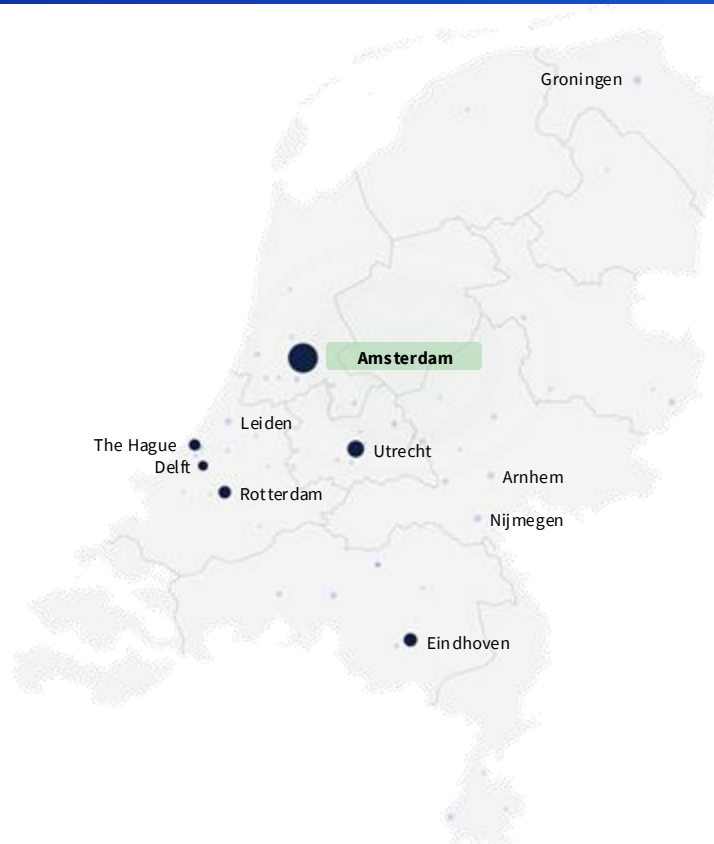 Groningen
Amsterdam
Leiden
The Hague
Utrecht
Delft
Arnhem
Rotterdam
Nijmegen
Eindhoven